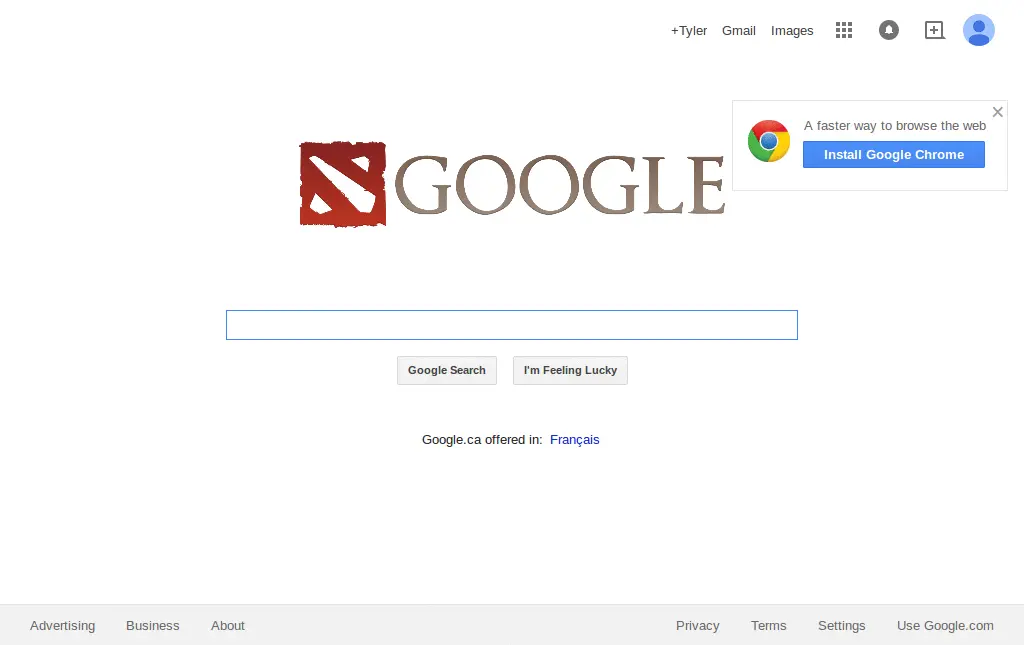 +Tyler Gmail Images
A faster way to browse the web
Install Google Chrome
GOOGLE
Google Search I'm Feeling Lucky
Google.ca offered in: Français
Advertising Business About Privacy Terms Settings Use Google.com